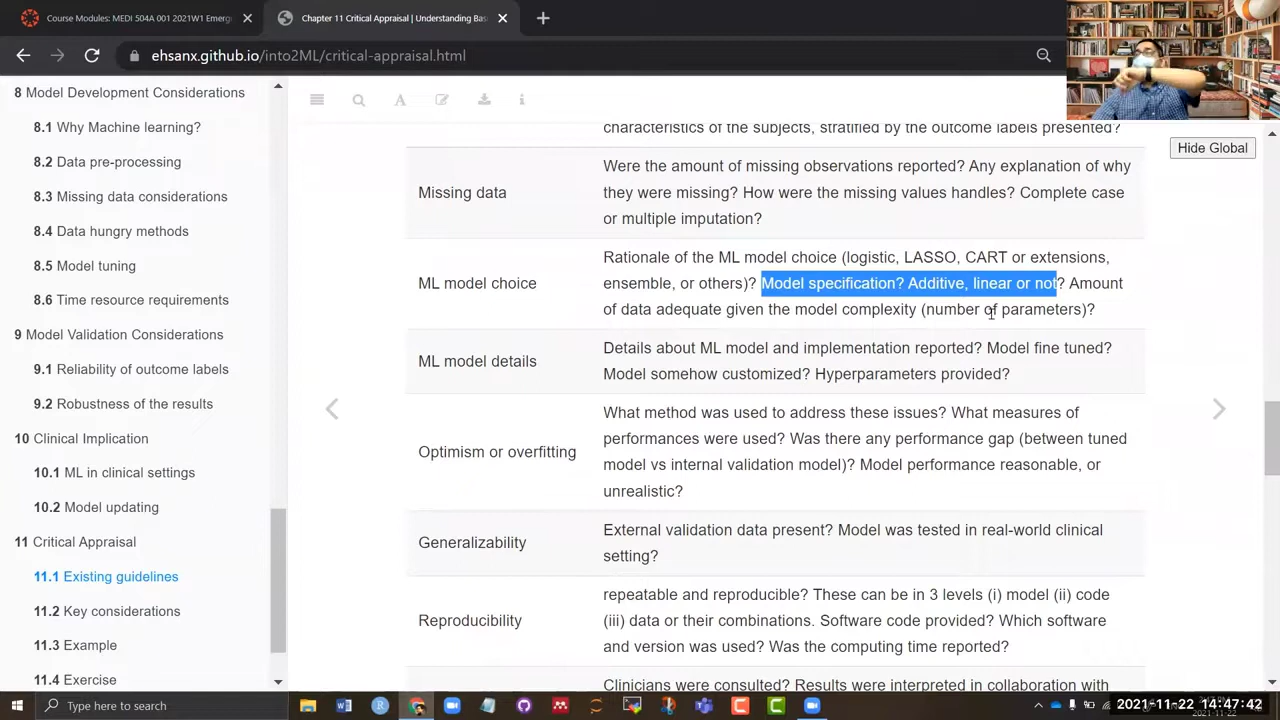 Course Modules: MEDI 504A 001 2021W1 Emerg
Chapter 11 Critical Appraisal | Understanding Bas
ehsanx.github.io/into2ML/critical-appraisal.html
8 Model Development Considerations
8.1 Why Machine learning?
8.2 Data pre-processing
8.3 Missing data considerations
8.4 Data hungry methods
8.5 Model tuning
8.6 Time resource requirements
9 Model Validation Considerations
9.1 Reliability of outcome labels
9.2 Robustness of the results
10 Clinical Implication
10.1 ML in clinical settings
10.2 Model updating
11 Critical Appraisal
11.1 Existing guidelines
11.2 Key considerations
11.3 Example
11.4 Exercise
Hide Global
characteristics of the subjects, stratified by the outcome labels presented?
Missing data
Were the amount of missing observations reported? Any explanation of why
they were missing? How were the missing values handles? Complete case
or multiple imputation?
ML model choice
Rationale of the ML model choice (logistic, LASSO, CART or extensions,
ensemble, or others)? Model specification? Additive, linear or not? Amount
of data adequate given the model complexity (number of parameters)?
ML model details
Details about ML model and implementation reported? Model fine tuned?
Model somehow customized? Hyperparameters provided?
Optimism or overfitting
What method was used to address these issues? What measures of
performances were used? Was there any performance gap (between tuned
model vs internal validation model)? Model performance reasonable, or
unrealistic?
Generalizability
External validation data present? Model was tested in real-world clinical
setting?
Reproducibility
repeatable and reproducible? These can be in 3 levels (i) model (ii) code
(iii) data or their combinations. Software code provided? Which software
and version was used? Was the computing time reported?
Clinicians were consulted? Results were interpreted in collaboration with
Type here to search
2021-11-22 14:47:42